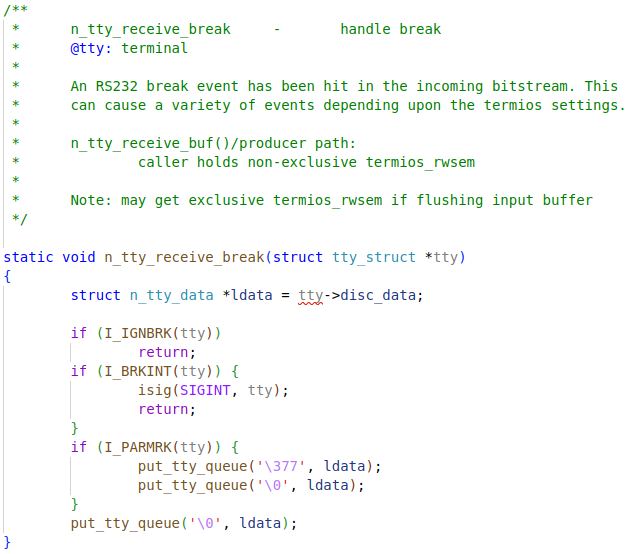 /**
 *	n_tty_receive_break	-	handle break
 *	@tty: terminal
 *
 *	An RS232 break event has been hit in the incoming bitstream. This
 *	can cause a variety of events depending upon the termios settings.
 *
 *	n_tty_receive_buf()/producer path:
 *		caller holds non-exclusive termios_rwsem
 *
 *	Note: may get exclusive termios_rwsem if flushing input buffer
 */

static void n_tty_receive_break(struct tty_struct *tty)
{
	struct n_tty_data *ldata = tty->disc_data;

	if (I_IGNBRK(tty))
		return;
	if (I_BRKINT(tty)) {
		isig(SIGINT, tty);
		return;
	}
	if (I_PARMRK(tty)) {
		put_tty_queue('\377', ldata);
		put_tty_queue('\0', ldata);
	}
	put_tty_queue('\0', ldata);
}